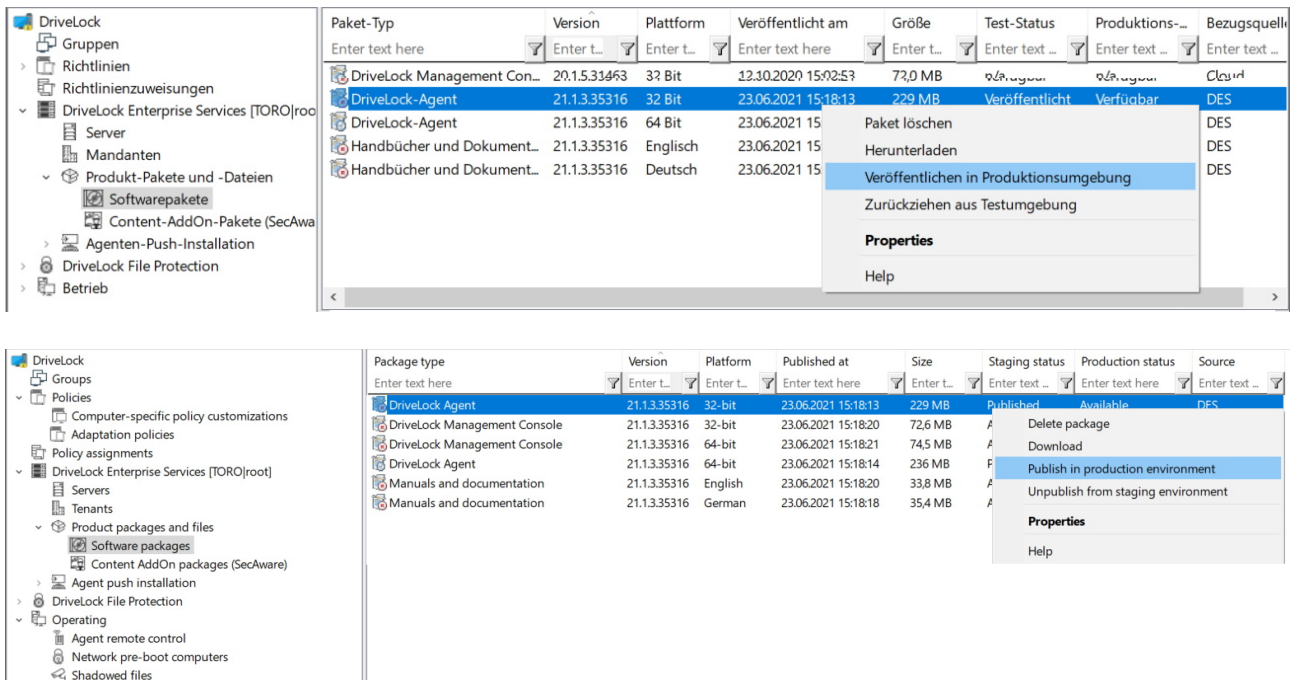 DriveLock
Gruppen
Richtlinien
Richtlinienzuweisungen
DriveLock Enterprise Services [TORO|roo
Server
Mandanten
Produkt-Pakete und -Dateien
Softwarepakete
Content-AddOn-Pakete (SecAwa
Agenten-Push-Installation
DriveLock File Protection
Betrieb
Paket-Typ Version Plattform Veröffentlicht am Größe Test-Status Produktions-... Bezugsquelle
Enter text here Enter t... Enter t... Enter text here Enter t... Enter text ... Enter text ... Enter text ...
DriveLock Management Con... 20.1.5.31463 32 Bit 12.10.2020 15:02:53 72,0 MB Cloud
DriveLock-Agent 21.1.3.35316 32 Bit 23.06.2021 15:18:13 229 MB Veröffentlicht Verfügbar DES
DriveLock-Agent 21.1.3.35316 64 Bit 23.06.2021 15 DES
Handbücher und Dokument... 21.1.3.35316 Englisch 23.06.2021 15 DES
Handbücher und Dokument... 21.1.3.35316 Deutsch 23.06.2021 15 DES
Paket löschen
Herunterladen
Veröffentlichen in Produktionsumgebung
Zurückziehen aus Testumgebung
Properties
Help
DriveLock
Groups
Policies
Computer-specific policy customizations
Adaptation policies
Policy assignments
DriveLock Enterprise Services [TORO|root]
Servers
Tenants
Product packages and files
Software packages
Content AddOn packages (SecAware)
Agent push installation
DriveLock File Protection
Operating
Agent remote control
Network pre-boot computers
Shadowed files
Package type Version Platform Published at Size Staging status Production status Source
Enter text here Enter t... Enter t... Enter text here Enter t... Enter text ... Enter text here Enter text ...
DriveLock Agent 21.1.3.35316 32-bit 23.06.2021 15:18:13 229 MB Published Available DES
DriveLock Management Console 21.1.3.35316 32-bit 23.06.2021 15:18:20 72,6 MB A
DriveLock Management Console 21.1.3.35316 64-bit 23.06.2021 15:18:21 74,5 MB A
DriveLock Agent 21.1.3.35316 64-bit 23.06.2021 15:18:14 236 MB P
Manuals and documentation 21.1.3.35316 English 23.06.2021 15:18:20 33,8 MB A
Manuals and documentation 21.1.3.35316 German 23.06.2021 15:18:18 35,4 MB A
Delete package
Download
Publish in production environment
Unpublish from staging environment
Properties
Help